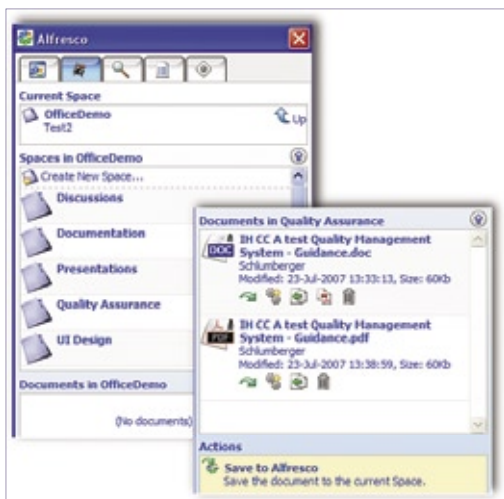 Alfresco
Current Space
OfficeDemo
Test2
Up
Spaces in OfficeDemo
Create New Space...
Discussions
Documentation
Presentations
Quality Assurance
UI Design
Documents in OfficeDemo
(No documents)
Documents in Quality Assurance
DOC
IH CC A test Quality Management
System - Guidance.doc
Schlumberger
Modified: 23-Jul-2007 13:33:13, Size: 60Kb
PDF
IH CC A test Quality Management
System - Guidance.pdf
Schlumberger
Modified: 23-Jul-2007 13:38:59, Size: 60Kb
Actions
Save to Alfresco
Save the document to the current Space.